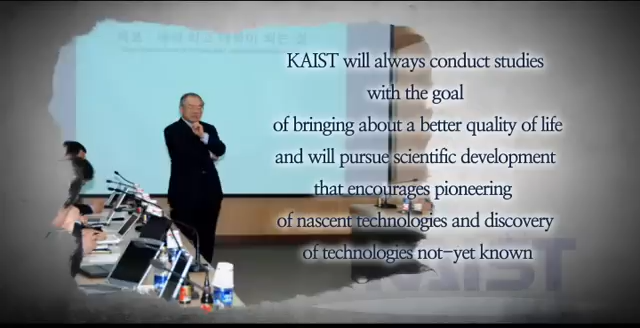 KAIST will always conduct studies
with the goal
of bringing about a better quality of life
and will pursue scientific development
that encourages pioneering
of nascent technologies and discovery
of technologies not-yet known
KAIST